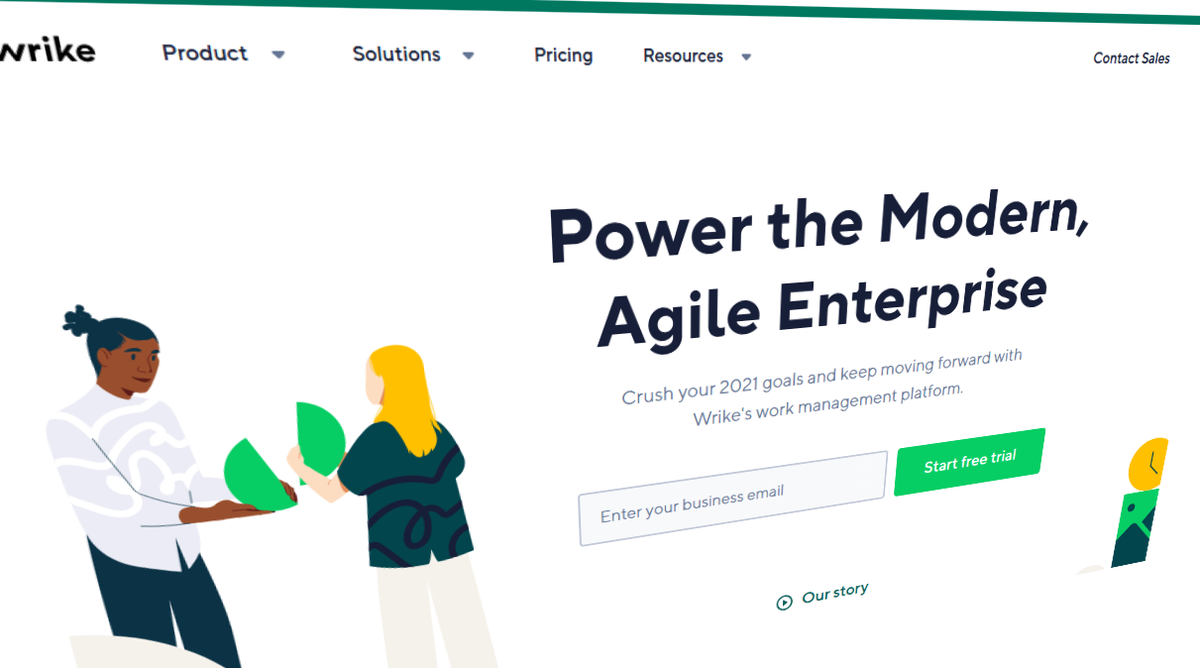 wrike
Product
Solutions
Pricing
Resources
Contact Sales
Power the Modern,
Agile Enterprise
Crush your 2021 goals and keep moving forward with
Wrike's work management platform.
Enter your business email
Start free trial
Our story